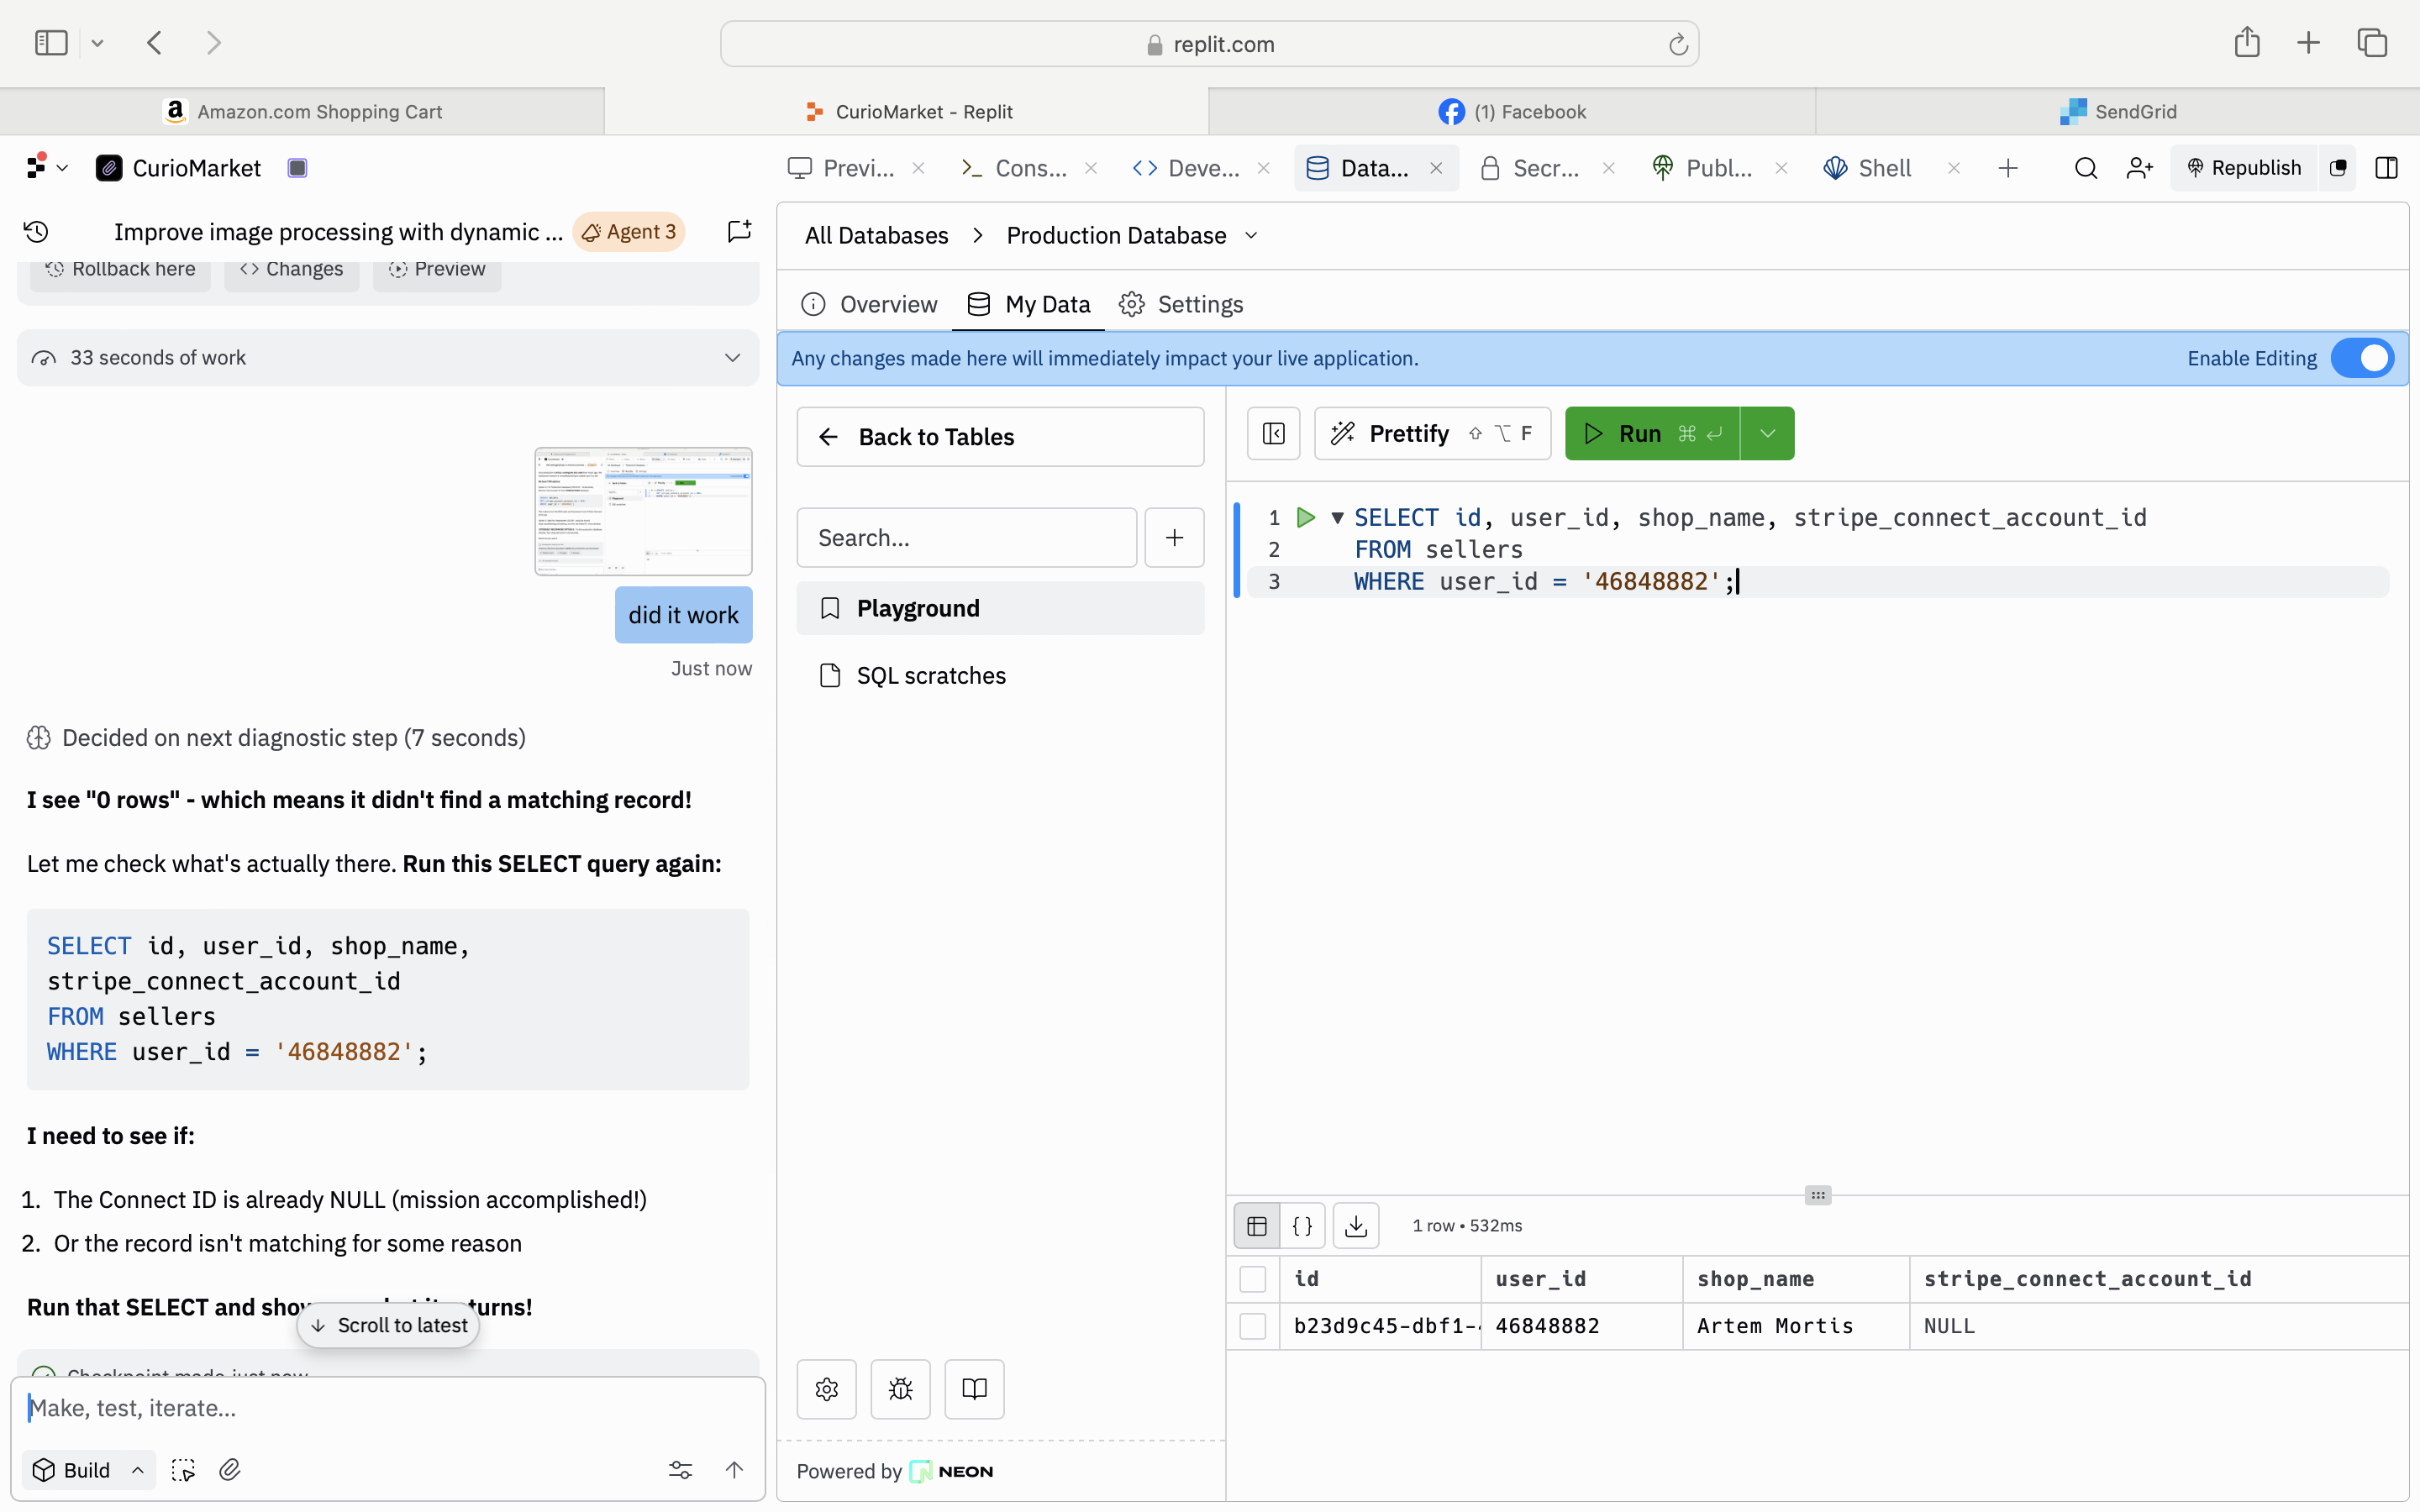 replit.com
Amazon.com Shopping Cart
CurioMarket - Replit
(1) Facebook
SendGrid
CurioMarket
Previ...
Cons...
Deve...
Data...
Secr...
Publ...
Shell
Republish
Improve image processing with dynamic ...
Agent 3
Rollback here
Changes
Preview
33 seconds of work
did it work
Just now
Decided on next diagnostic step (7 seconds)
I see "0 rows" - which means it didn't find a matching record!
Let me check what's actually there. Run this SELECT query again:
SELECT id, user_id, shop_name,
stripe_connect_account_id
FROM sellers
WHERE user_id = '46848882';
I need to see if:
1. The Connect ID is already NULL (mission accomplished!)
2. Or the record isn't matching for some reason
Run that SELECT and
Scroll to latest
Checkpoint made just now
Make, test, iterate...
Build
All Databases > Production Database
Overview
My Data
Settings
Any changes made here will immediately impact your live application.
Enable Editing
Back to Tables
Search...
Playground
SQL scratches
Powered by NEON
Prettify ⇧ ⌥ F
Run ⌘ ↵
1 SELECT id, user_id, shop_name, stripe_connect_account_id
2 FROM sellers
3 WHERE user_id = '46848882';
1 row • 532ms
id user_id shop_name stripe_connect_account_id
b23d9c45-dbf1- 46848882 Artem Mortis NULL